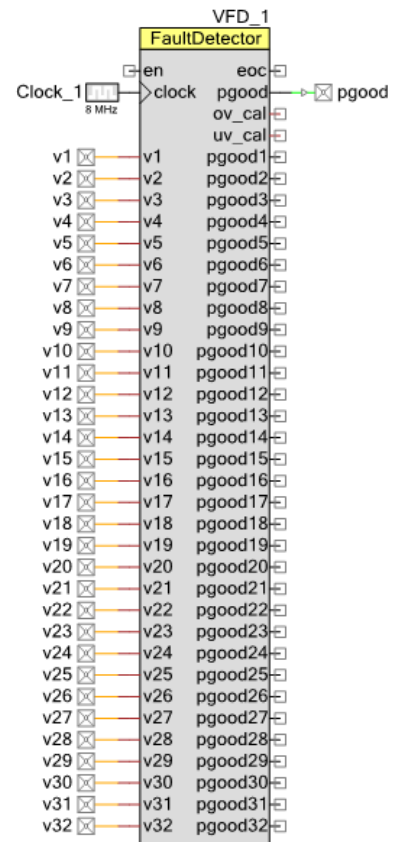 VFD_1
FaultDetector
en eoc
Clock_1 clock pgood pgood
8 MHz
ov_cal
uv_cal
v1 v1 pgood1
v2 v2 pgood2
v3 v3 pgood3
v4 v4 pgood4
v5 v5 pgood5
v6 v6 pgood6
v7 v7 pgood7
v8 v8 pgood8
v9 v9 pgood9
v10 v10 pgood10
v11 v11 pgood11
v12 v12 pgood12
v13 v13 pgood13
v14 v14 pgood14
v15 v15 pgood15
v16 v16 pgood16
v17 v17 pgood17
v18 v18 pgood18
v19 v19 pgood19
v20 v20 pgood20
v21 v21 pgood21
v22 v22 pgood22
v23 v23 pgood23
v24 v24 pgood24
v25 v25 pgood25
v26 v26 pgood26
v27 v27 pgood27
v28 v28 pgood28
v29 v29 pgood29
v30 v30 pgood30
v31 v31 pgood31
v32 v32 pgood32